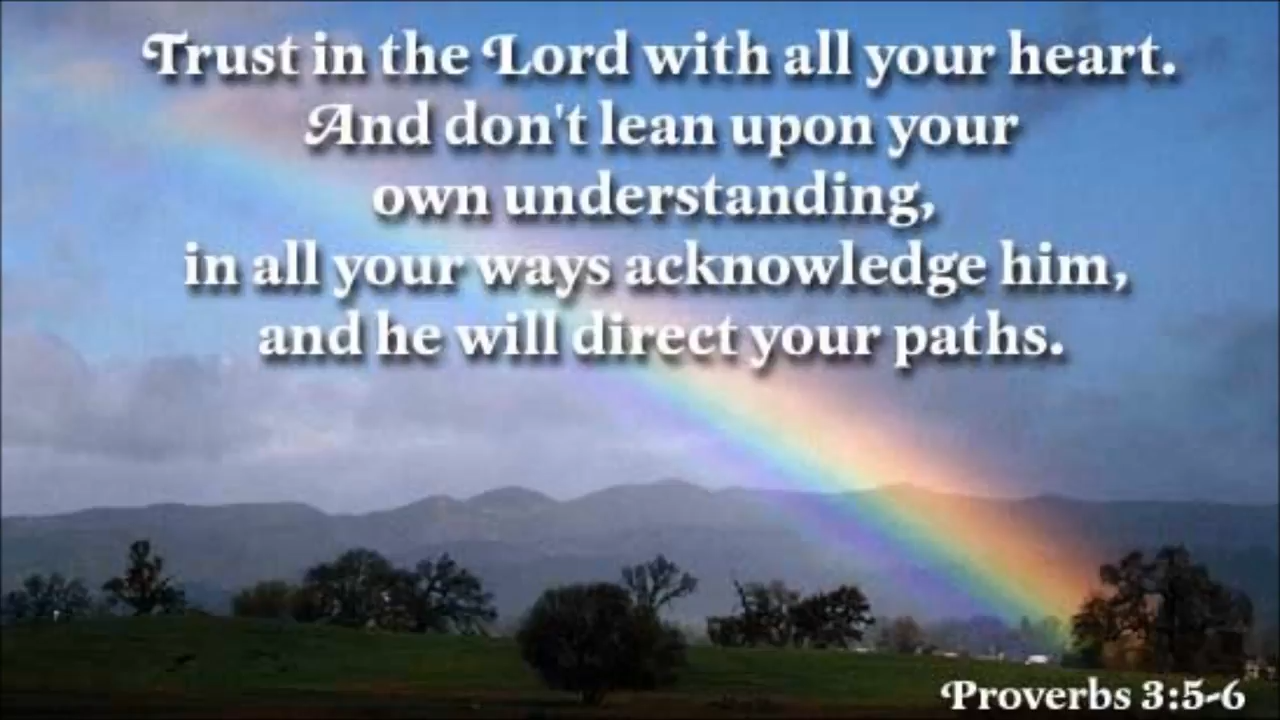 Trust in the Lord with all your heart.
And don't lean upon your
own understanding,
in all your ways acknowledge him,
and he will direct your paths.
Proverbs 3:5-6